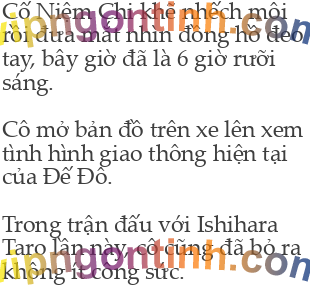 Cố Niệm Chi khẽ nhếch môi
rồi đưa mắt nhìn đồng hồ đeo
tay, bây giờ đã là 6 giờ rưỡi
sáng.
Cô mở bản đồ trên xe lên xem
tình hình giao thông hiện tại
của Đế Đô.
Trong trận đấu với Ishihara
Taro lần này, cô cũng đã bỏ ra
không ít công sức.
vipngontinh.com
vipngontinh.com